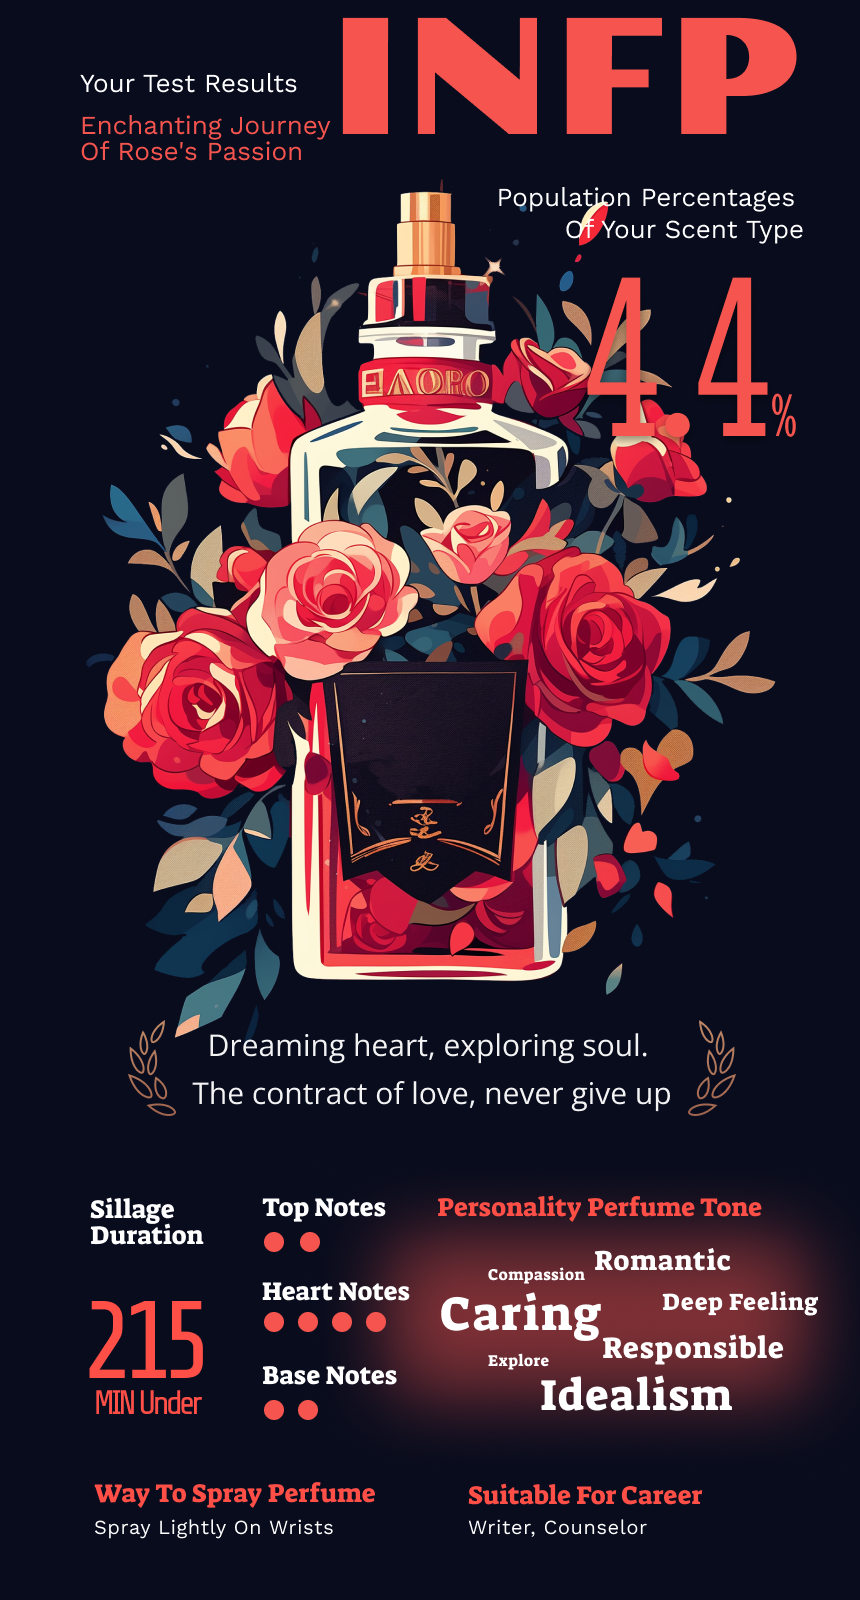 INFP
Your Test Results
Enchanting Journey
Of Rose's Passion
Population Percentages
Of Your Scent Type
4.4%
Dreaming heart, exploring soul.
The contract of love, never give up
Sillage
Duration
215
MIN Under
Top Notes
Heart Notes
Base Notes
Personality Perfume Tone
Romantic
Compassion
Deep Feeling
Caring
Responsible
Explore
Idealism
Way To Spray Perfume
Spray Lightly On Wrists
Suitable For Career
Writer, Counselor